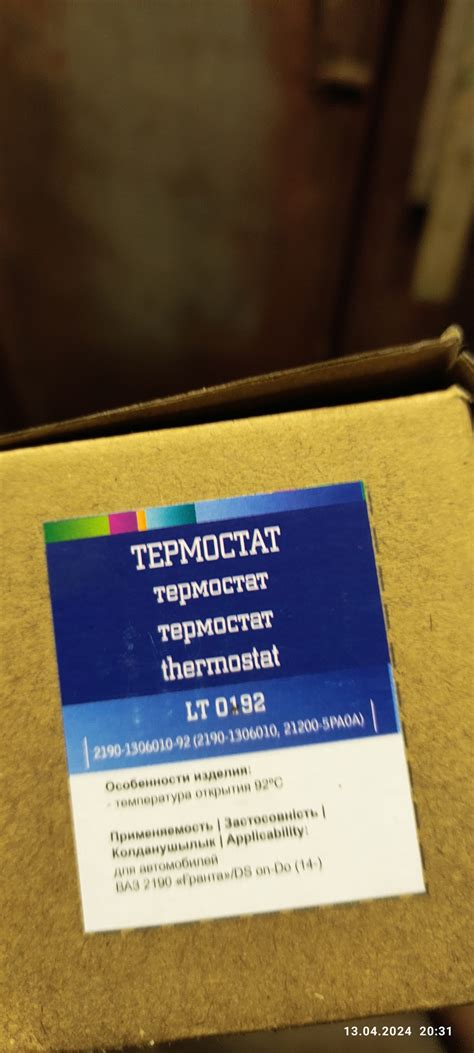 ТЕРМОСТАТ
термостат
термостат
thermostat
LT 0192
2190-1306010-92 (2190-1306010, 21200-5PA0A)
Особенности изделия:
- температура открытия 92ºС
Применяемость | Застосовність |
Колданушылык | Applicability:
для автомобилей
ВАЗ 2190 «Гранта»/DS on-Do (14-)
13.04.2024 20:31